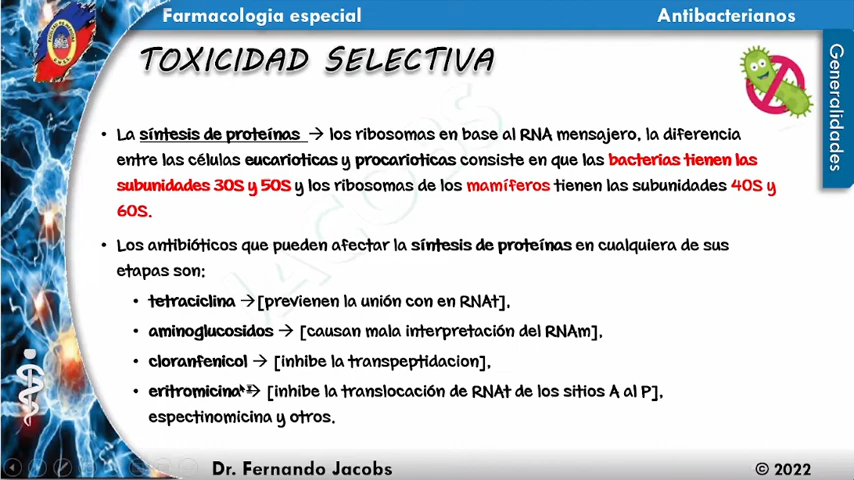 Farmacologia especial
Antibacterianos
TOXICIDAD SELECTIVA
Generalidades
• La síntesis de proteínas → los ribosomas en base al RNA mensajero, la diferencia
entre las células eucarioticas y procarioticas consiste en que las bacterias tienen las
subunidades 30S y 50S y los ribosomas de los mamíferos tienen las subunidades 40S y
60S.
• Los antibióticos que pueden afectar la síntesis de proteínas en cualquiera de sus
etapas son:
• tetraciclina → [previenen la unión con en RNAt],
• aminoglucosidos → [causan mala interpretación del RNAm],
• cloranfenicol → [inhibe la transpeptidacion],
• eritromicina → [inhibe la translocación de RNAt de los sitios A al P],
espectinomicina y otros.
JACOBS
Dr. Fernando Jacobs
© 2022